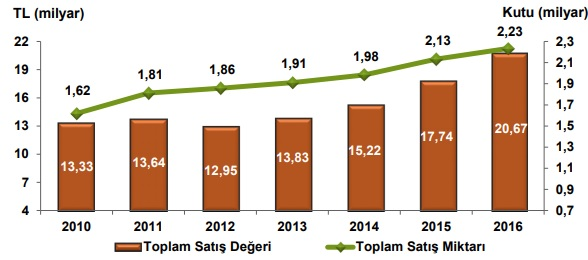 TL (milyar) Kutu (milyar)
22 2,3
19 2,1
16 1,9
13 1,7
10 1,5
7 1,3
4 1,1
0,9
0,7
1,62 1,81 1,86 1,91 1,98 2,13 2,23
13,33 13,64 12,95 13,83 15,22 17,74 20,67
2010 2011 2012 2013 2014 2015 2016
Toplam Satış Değeri Toplam Satış Miktarı